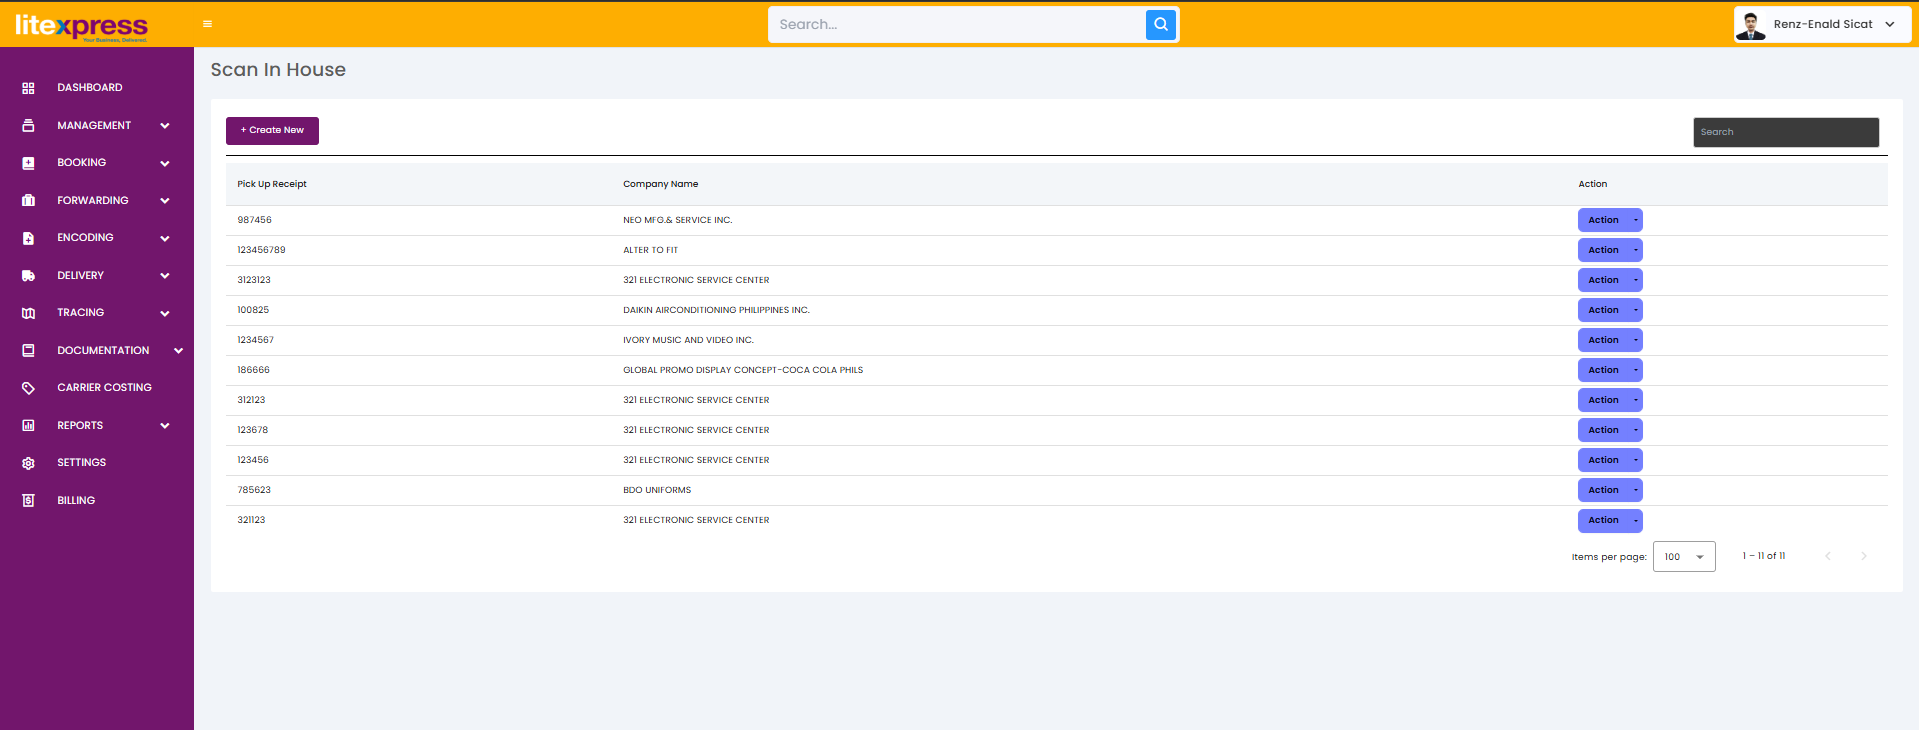 litexpress
Your Business, Delivered.
Search...
Renz-Enald Sicat
DASHBOARD
MANAGEMENT
BOOKING
FORWARDING
ENCODING
DELIVERY
TRACING
DOCUMENTATION
CARRIER COSTING
REPORTS
SETTINGS
BILLING
Scan In House
+ Create New
Search
Pick Up Receipt Company Name Action
987456 NEO MFG.& SERVICE INC. Action
123456789 ALTER TO FIT Action
3123123 321 ELECTRONIC SERVICE CENTER Action
100825 DAIKIN AIRCONDITIONING PHILIPPINES INC. Action
1234567 IVORY MUSIC AND VIDEO INC. Action
186666 GLOBAL PROMO DISPLAY CONCEPT-COCA COLA PHILS Action
312123 321 ELECTRONIC SERVICE CENTER Action
123678 321 ELECTRONIC SERVICE CENTER Action
123456 321 ELECTRONIC SERVICE CENTER Action
785623 BDO UNIFORMS Action
321123 321 ELECTRONIC SERVICE CENTER Action
Items per page: 100 1 – 11 of 11